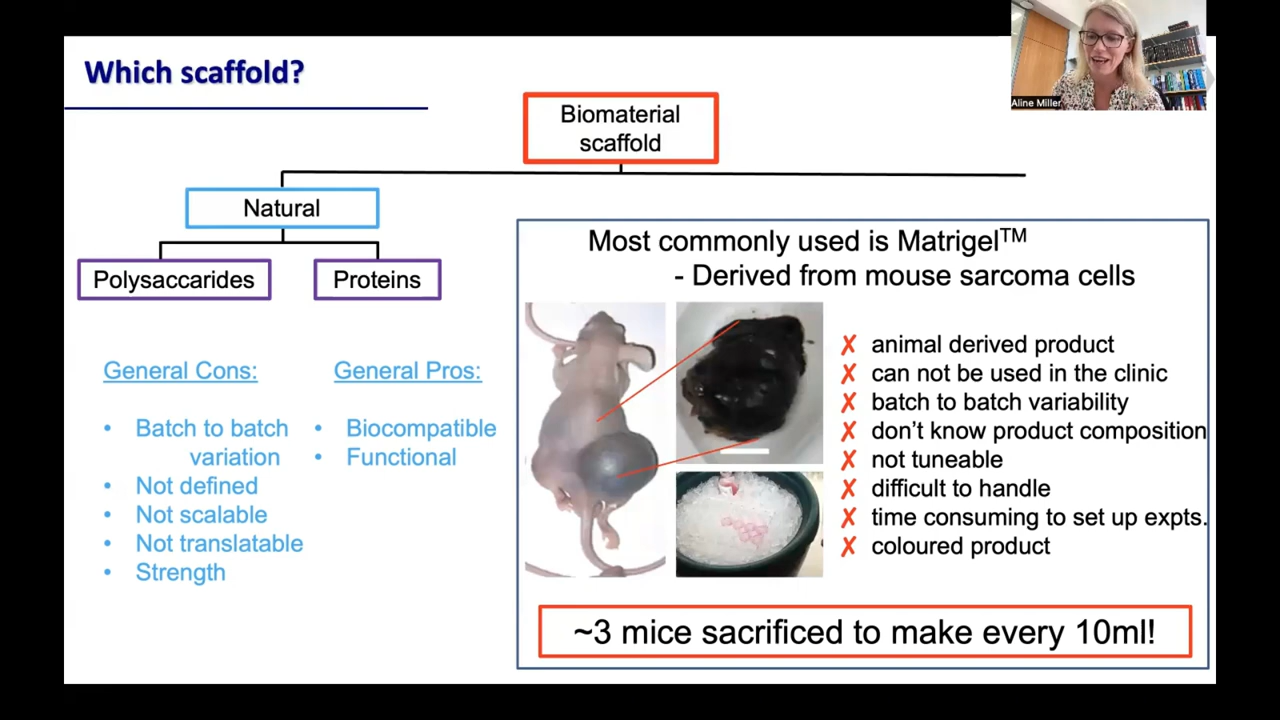 Which scaffold?
Aline Miller
Biomaterial
scaffold
Natural
Polysaccarides
Proteins
General Cons:
• Batch to batch
variation
• Not defined
• Not scalable
• Not translatable
• Strength
General Pros:
• Biocompatible
• Functional
Most commonly used is Matrigel™
- Derived from mouse sarcoma cells
✗ animal derived product
✗ can not be used in the clinic
✗ batch to batch variability
✗ don't know product composition
✗ not tuneable
✗ difficult to handle
✗ time consuming to set up expts.
✗ coloured product
~3 mice sacrificed to make every 10ml!